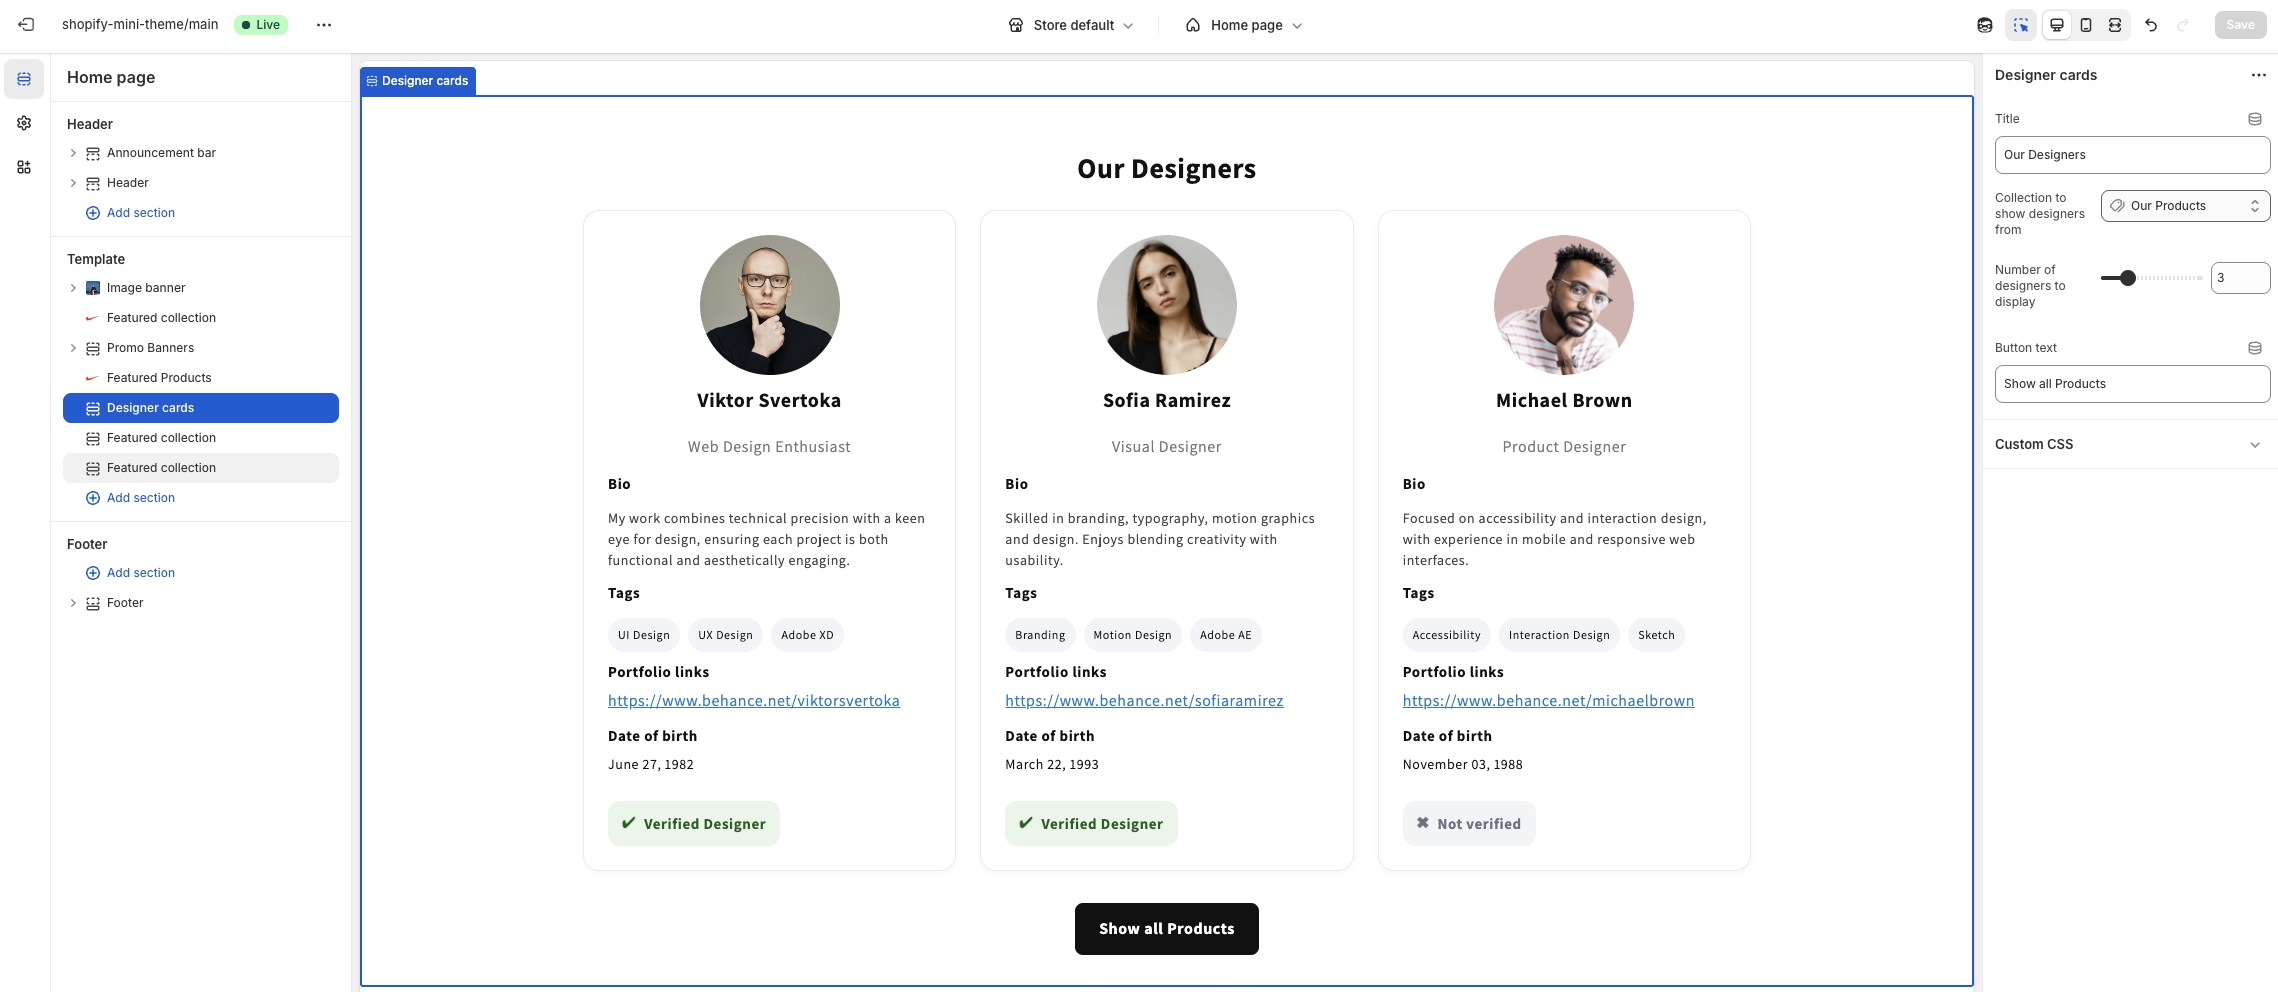 shopify-mini-theme/main
Live
Store default
Home page
Save
Home page
Header
Announcement bar
Header
Add section
Template
Image banner
Featured collection
Promo Banners
Featured Products
Designer cards
Featured collection
Featured collection
Add section
Footer
Add section
Footer
Designer cards
Our Designers
Viktor Svertoka
Web Design Enthusiast
Bio
My work combines technical precision with a keen
eye for design, ensuring each project is both
functional and aesthetically engaging.
Tags
UI Design UX Design Adobe XD
Portfolio links
https://www.behance.net/viktorsvertoka
Date of birth
June 27, 1982
✔ Verified Designer
Sofia Ramirez
Visual Designer
Bio
Skilled in branding, typography, motion graphics
and design. Enjoys blending creativity with
usability.
Tags
Branding Motion Design Adobe AE
Portfolio links
https://www.behance.net/sofiaramirez
Date of birth
March 22, 1993
✔ Verified Designer
Michael Brown
Product Designer
Bio
Focused on accessibility and interaction design,
with experience in mobile and responsive web
interfaces.
Tags
Accessibility Interaction Design Sketch
Portfolio links
https://www.behance.net/michaelbrown
Date of birth
November 03, 1988
✖ Not verified
Show all Products
Designer cards
Title
Our Designers
Collection to
show designers
from
Our Products
Number of
designers to
display
3
Button text
Show all Products
Custom CSS